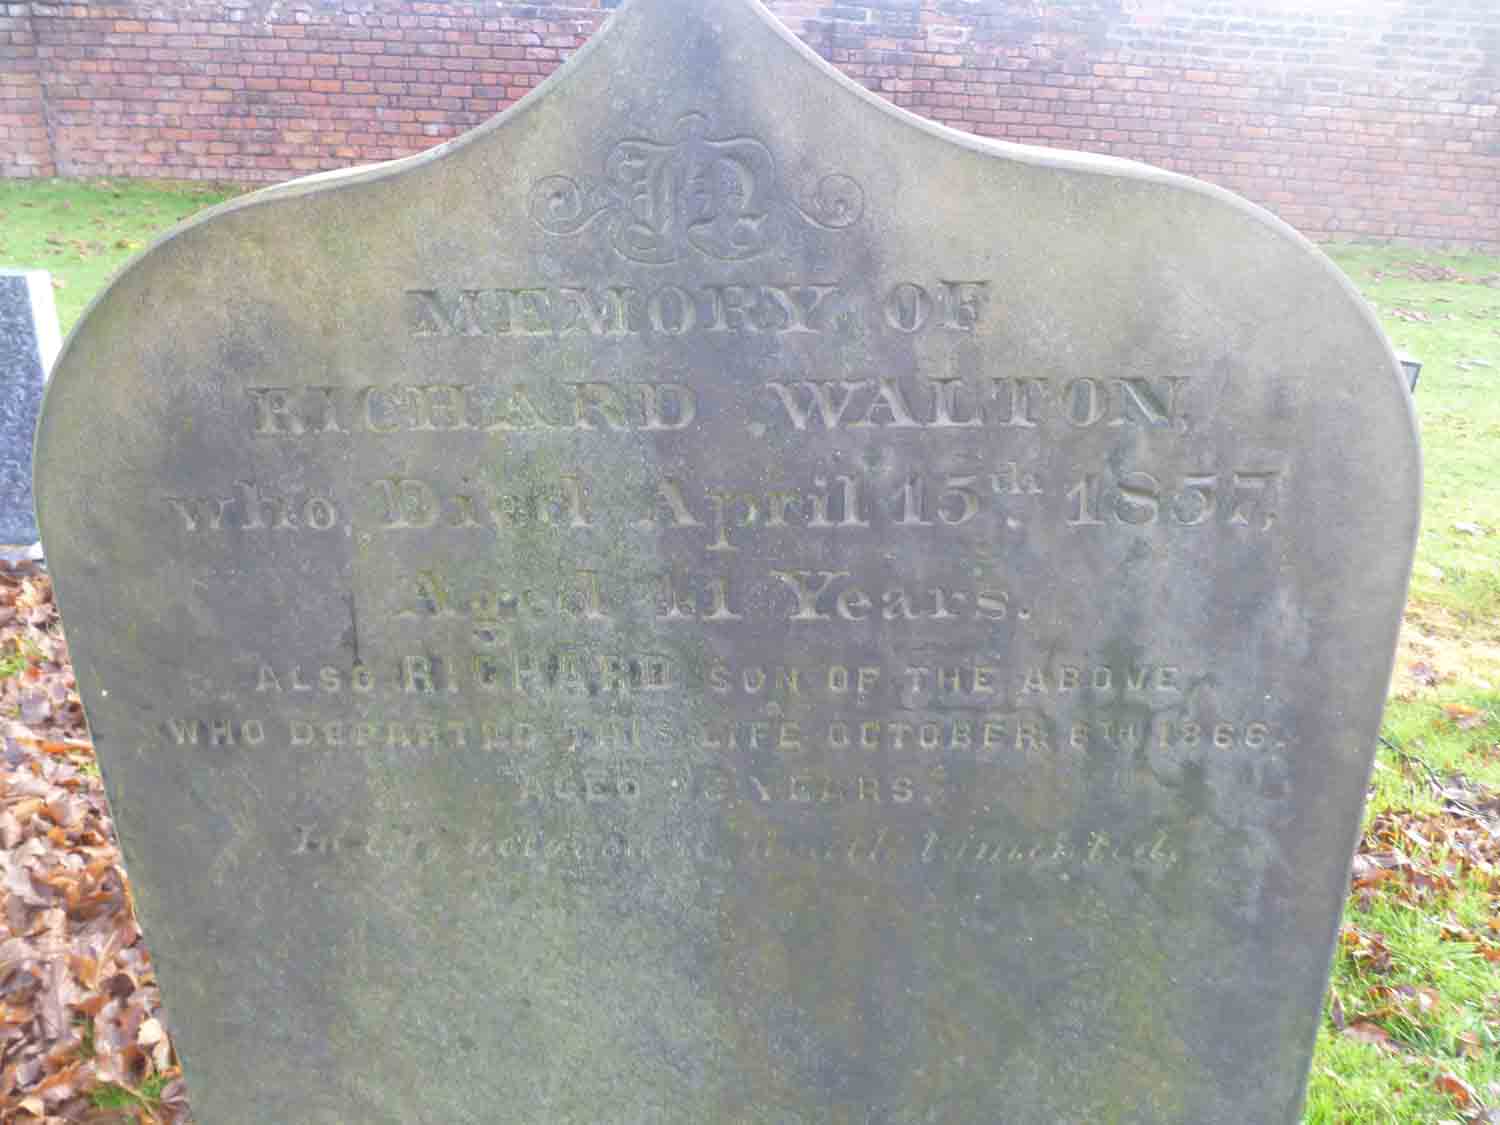 In
MEMORY OF
RICHARD WALTON,
who Died April 15th 1857,
Aged 41 Years.
ALSO RICHARD SON OF THE ABOVE
WHO DEPARTED THIS LIFE OCTOBER 6TH 1866.
AGED YEARS.
lamented.